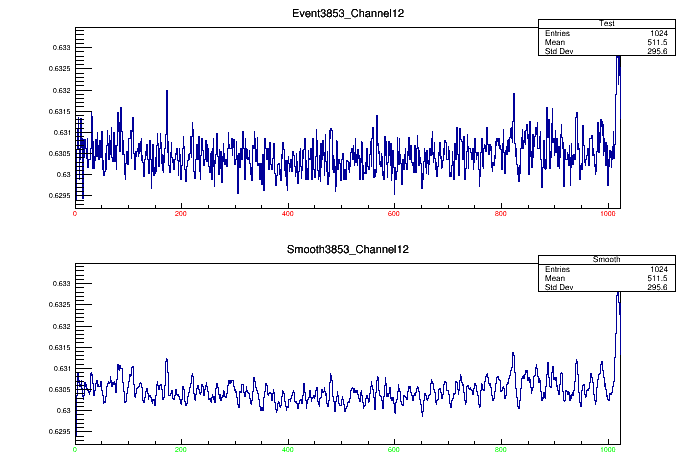 Event3853_Channel12
Test
Entries 1024
Mean 511.5
Std Dev 295.6
0.633
0.6325
0.632
0.6315
0.631
0.6305
0.63
0.6295
0 200 400 600 800 1000
Smooth3853_Channel12
Smooth
Entries 1024
Mean 511.5
Std Dev 295.6
0.633
0.6325
0.632
0.6315
0.631
0.6305
0.63
0.6295
0 200 400 600 800 1000